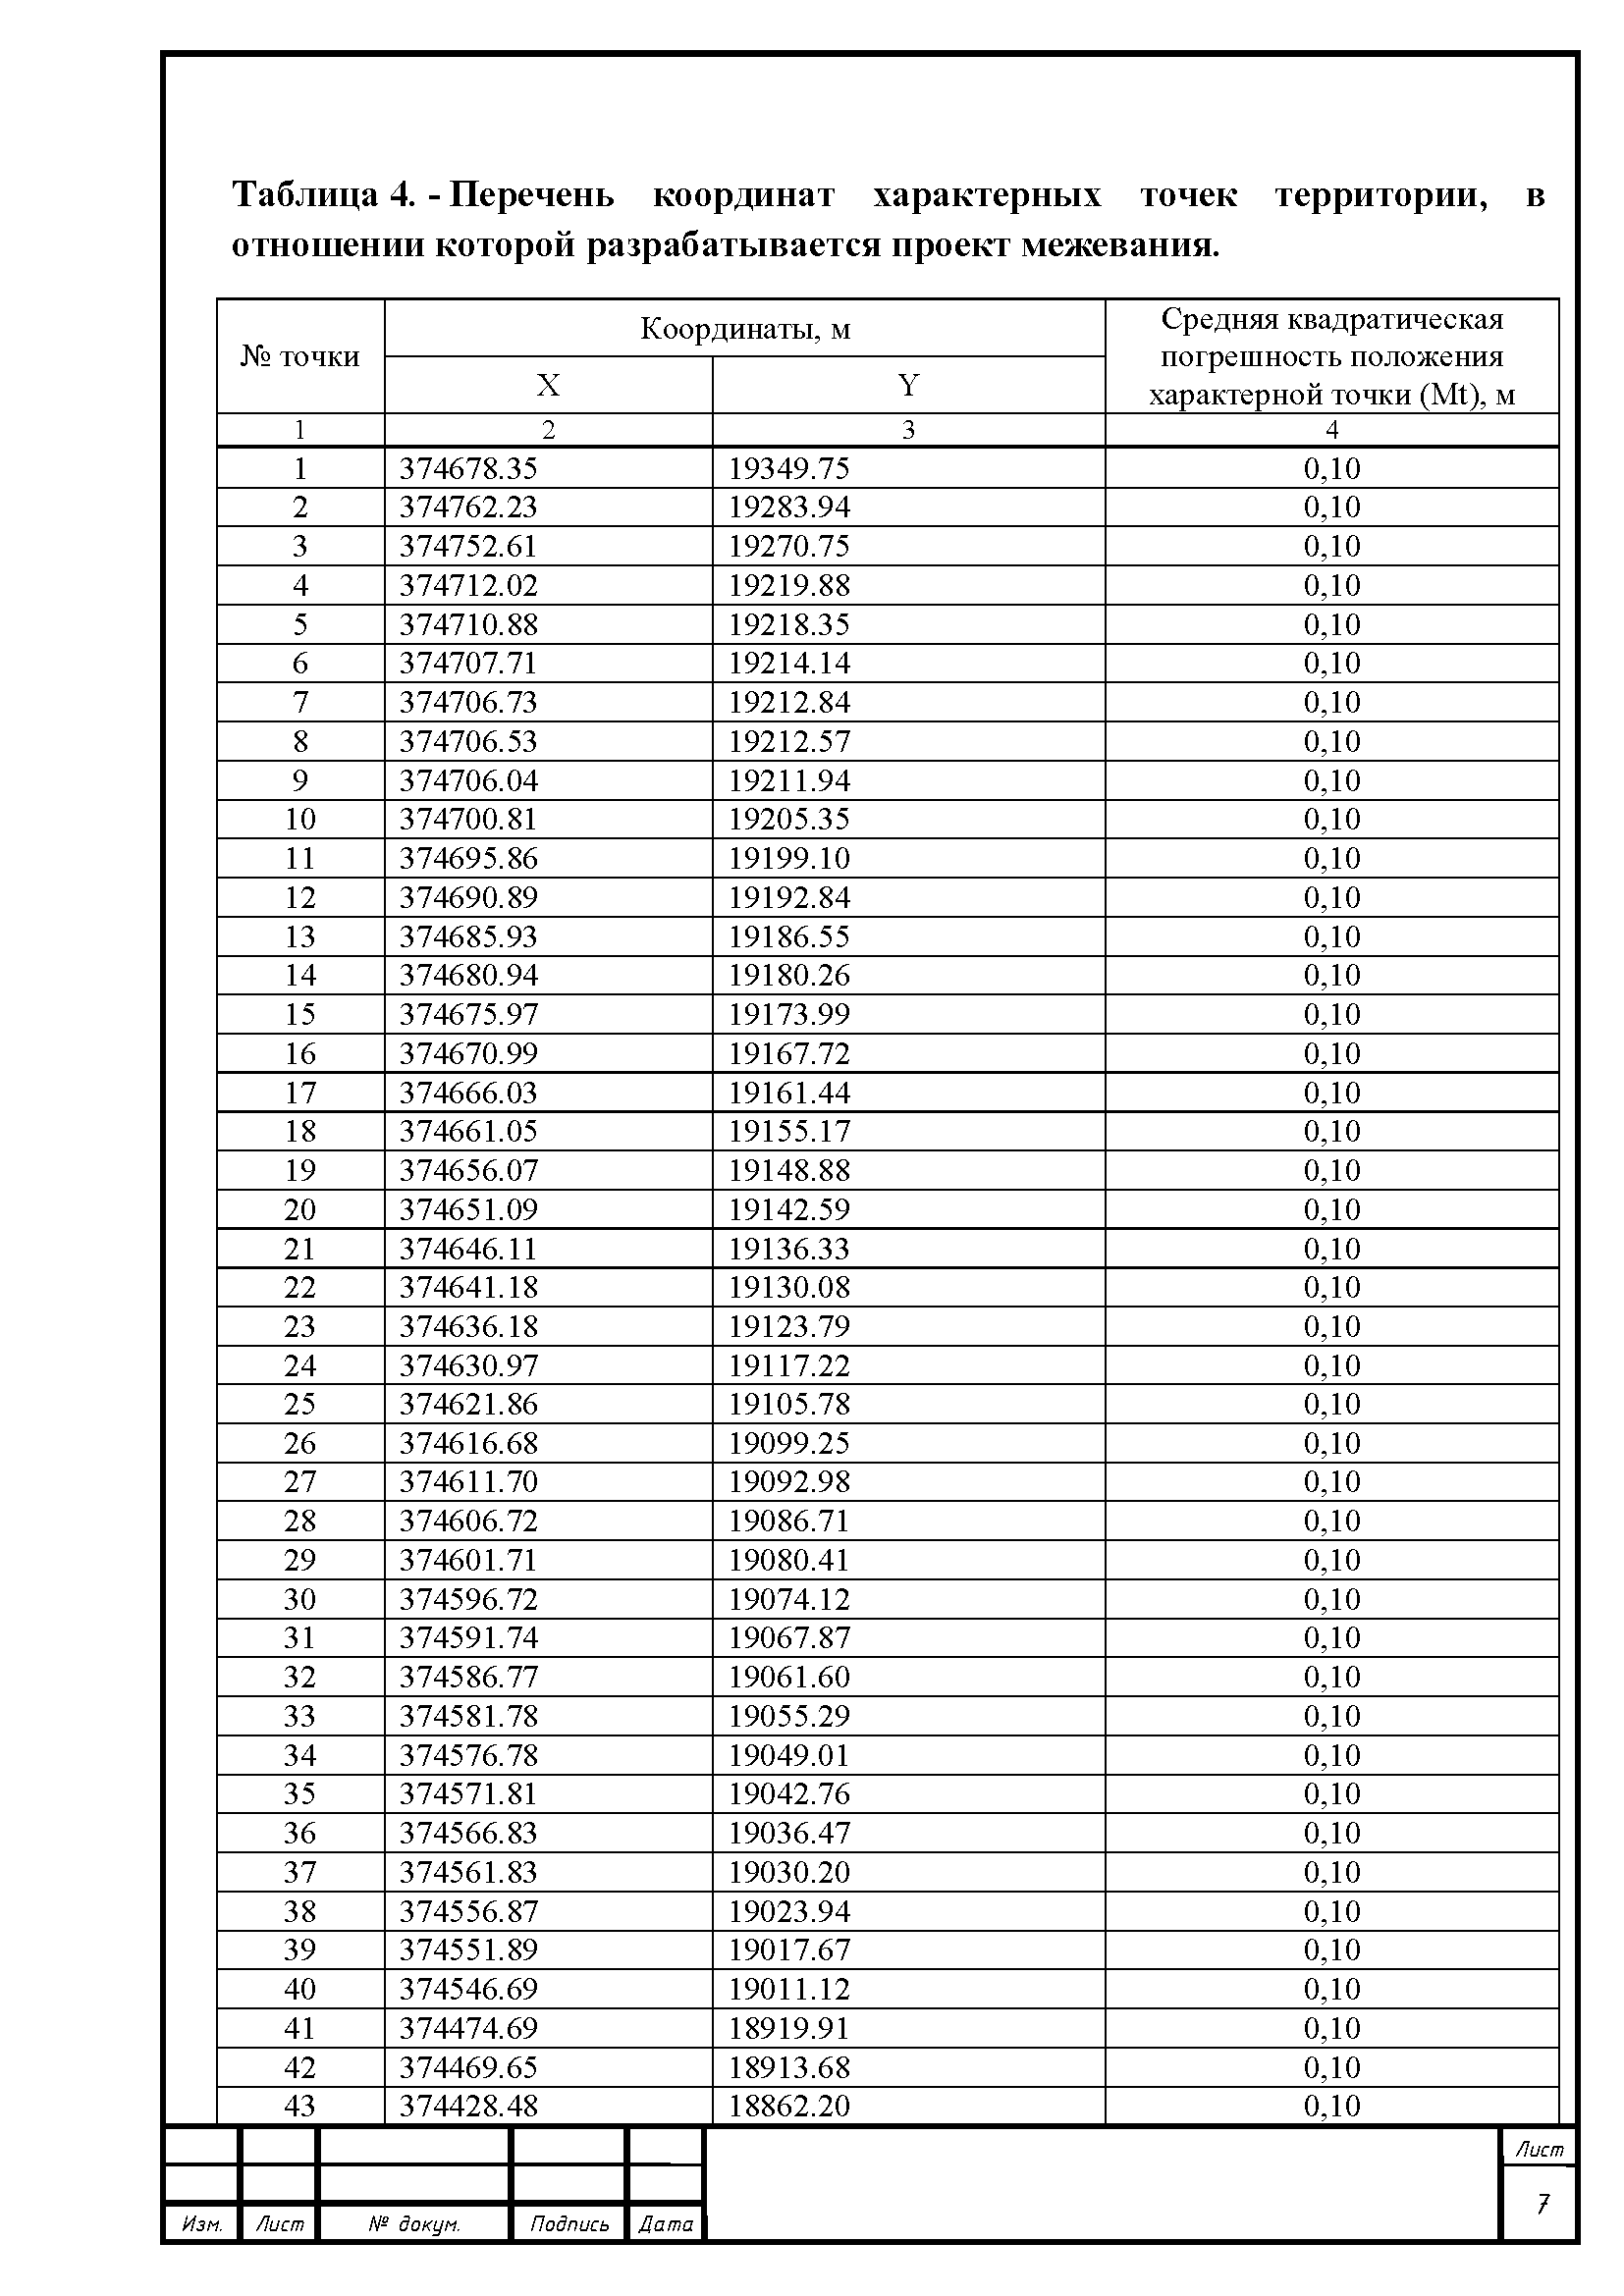 Таблица 4. - Перечень координат характерных точек территории, в
отношении которой разрабатывается проект межевания.
№ точки
Координаты, м
Средняя квадратическая
погрешность положения
характерной точки (Mt), м
X Y
1 2 3 4
1 374678.35 19349.75 0,10
2 374762.23 19283.94 0,10
3 374752.61 19270.75 0,10
4 374712.02 19219.88 0,10
5 374710.88 19218.35 0,10
6 374707.71 19214.14 0,10
7 374706.73 19212.84 0,10
8 374706.53 19212.57 0,10
9 374706.04 19211.94 0,10
10 374700.81 19205.35 0,10
11 374695.86 19199.10 0,10
12 374690.89 19192.84 0,10
13 374685.93 19186.55 0,10
14 374680.94 19180.26 0,10
15 374675.97 19173.99 0,10
16 374670.99 19167.72 0,10
17 374666.03 19161.44 0,10
18 374661.05 19155.17 0,10
19 374656.07 19148.88 0,10
20 374651.09 19142.59 0,10
21 374646.11 19136.33 0,10
22 374641.18 19130.08 0,10
23 374636.18 19123.79 0,10
24 374630.97 19117.22 0,10
25 374621.86 19105.78 0,10
26 374616.68 19099.25 0,10
27 374611.70 19092.98 0,10
28 374606.72 19086.71 0,10
29 374601.71 19080.41 0,10
30 374596.72 19074.12 0,10
31 374591.74 19067.87 0,10
32 374586.77 19061.60 0,10
33 374581.78 19055.29 0,10
34 374576.78 19049.01 0,10
35 374571.81 19042.76 0,10
36 374566.83 19036.47 0,10
37 374561.83 19030.20 0,10
38 374556.87 19023.94 0,10
39 374551.89 19017.67 0,10
40 374546.69 19011.12 0,10
41 374474.69 18919.91 0,10
42 374469.65 18913.68 0,10
43 374428.48 18862.20 0,10
Лист
7
Изм. Лист № докум. Подпись Дата